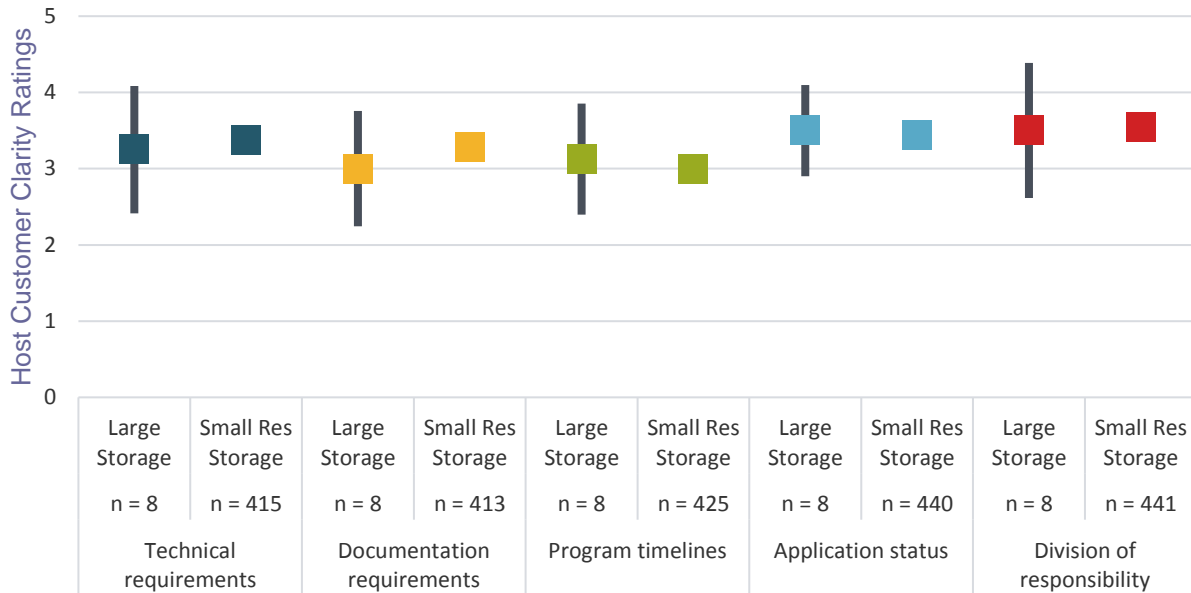 Host Customer Clarity Ratings
5
4
3
2
1
0
Large Storage
Small Res Storage
Large Storage
Small Res Storage
Large Storage
Small Res Storage
Large Storage
Small Res Storage
Large Storage
Small Res Storage
n = 8
n = 415
n = 8
n = 413
n = 8
n = 425
n = 8
n = 440
n = 8
n = 441
Technical
requirements
Documentation
requirements
Program timelines
Application status
Division of
responsibility